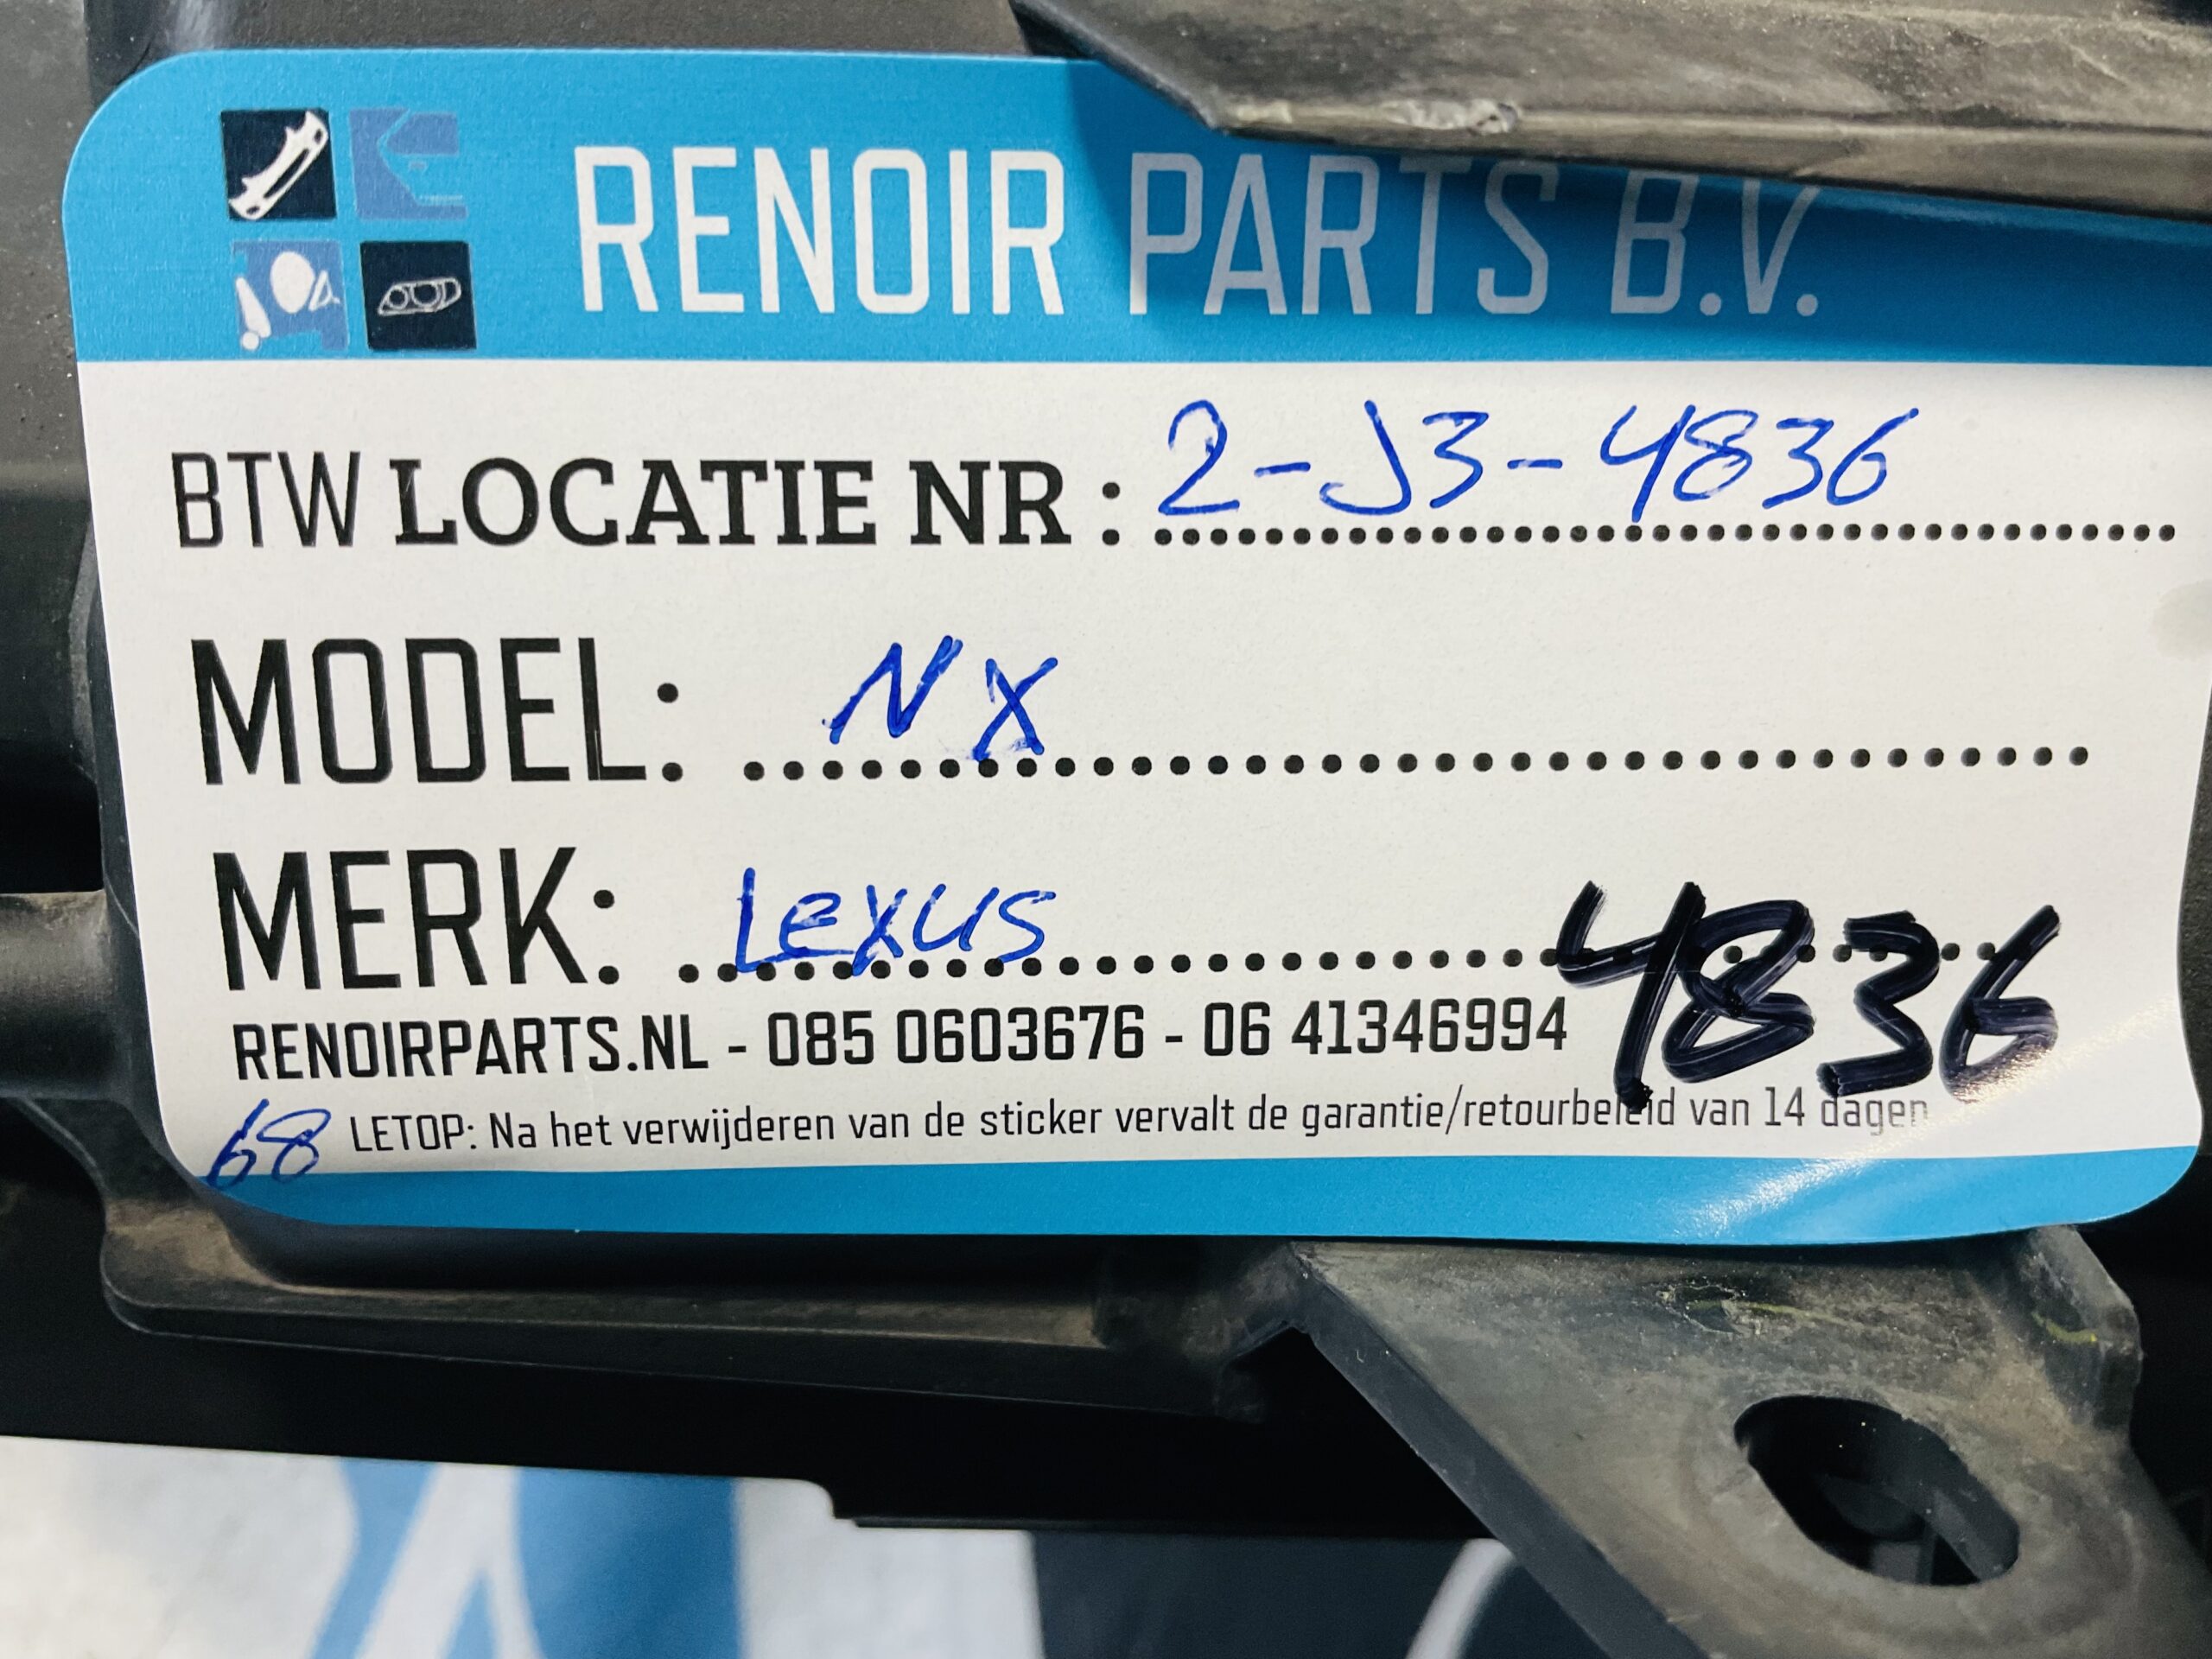 RENOIR PARTS B.V.
BTW LOCATIE NR : 2-J3-4836
MODEL: NX
MERK: Lexus
4836
RENOIRPARTS.NL - 085 0603676 - 06 41346994
68 LETOP: Na het verwijderen van de sticker vervalt de garantie/retourbeleid van 14 dagen